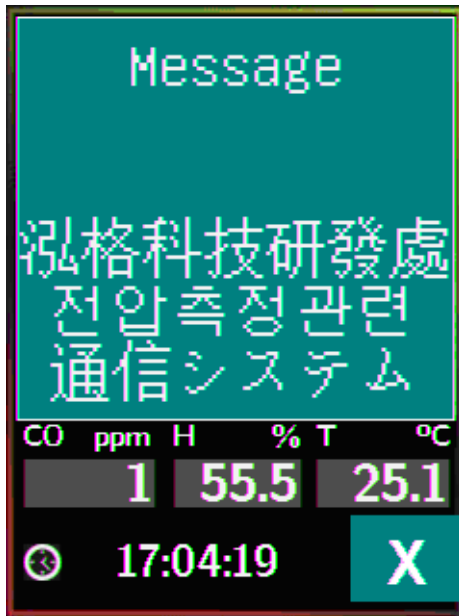 Message
泓格科技研發處
전압측정관련
通信システム
CO ppm H % T ºC
1 55.5 25.1
17:04:19 X